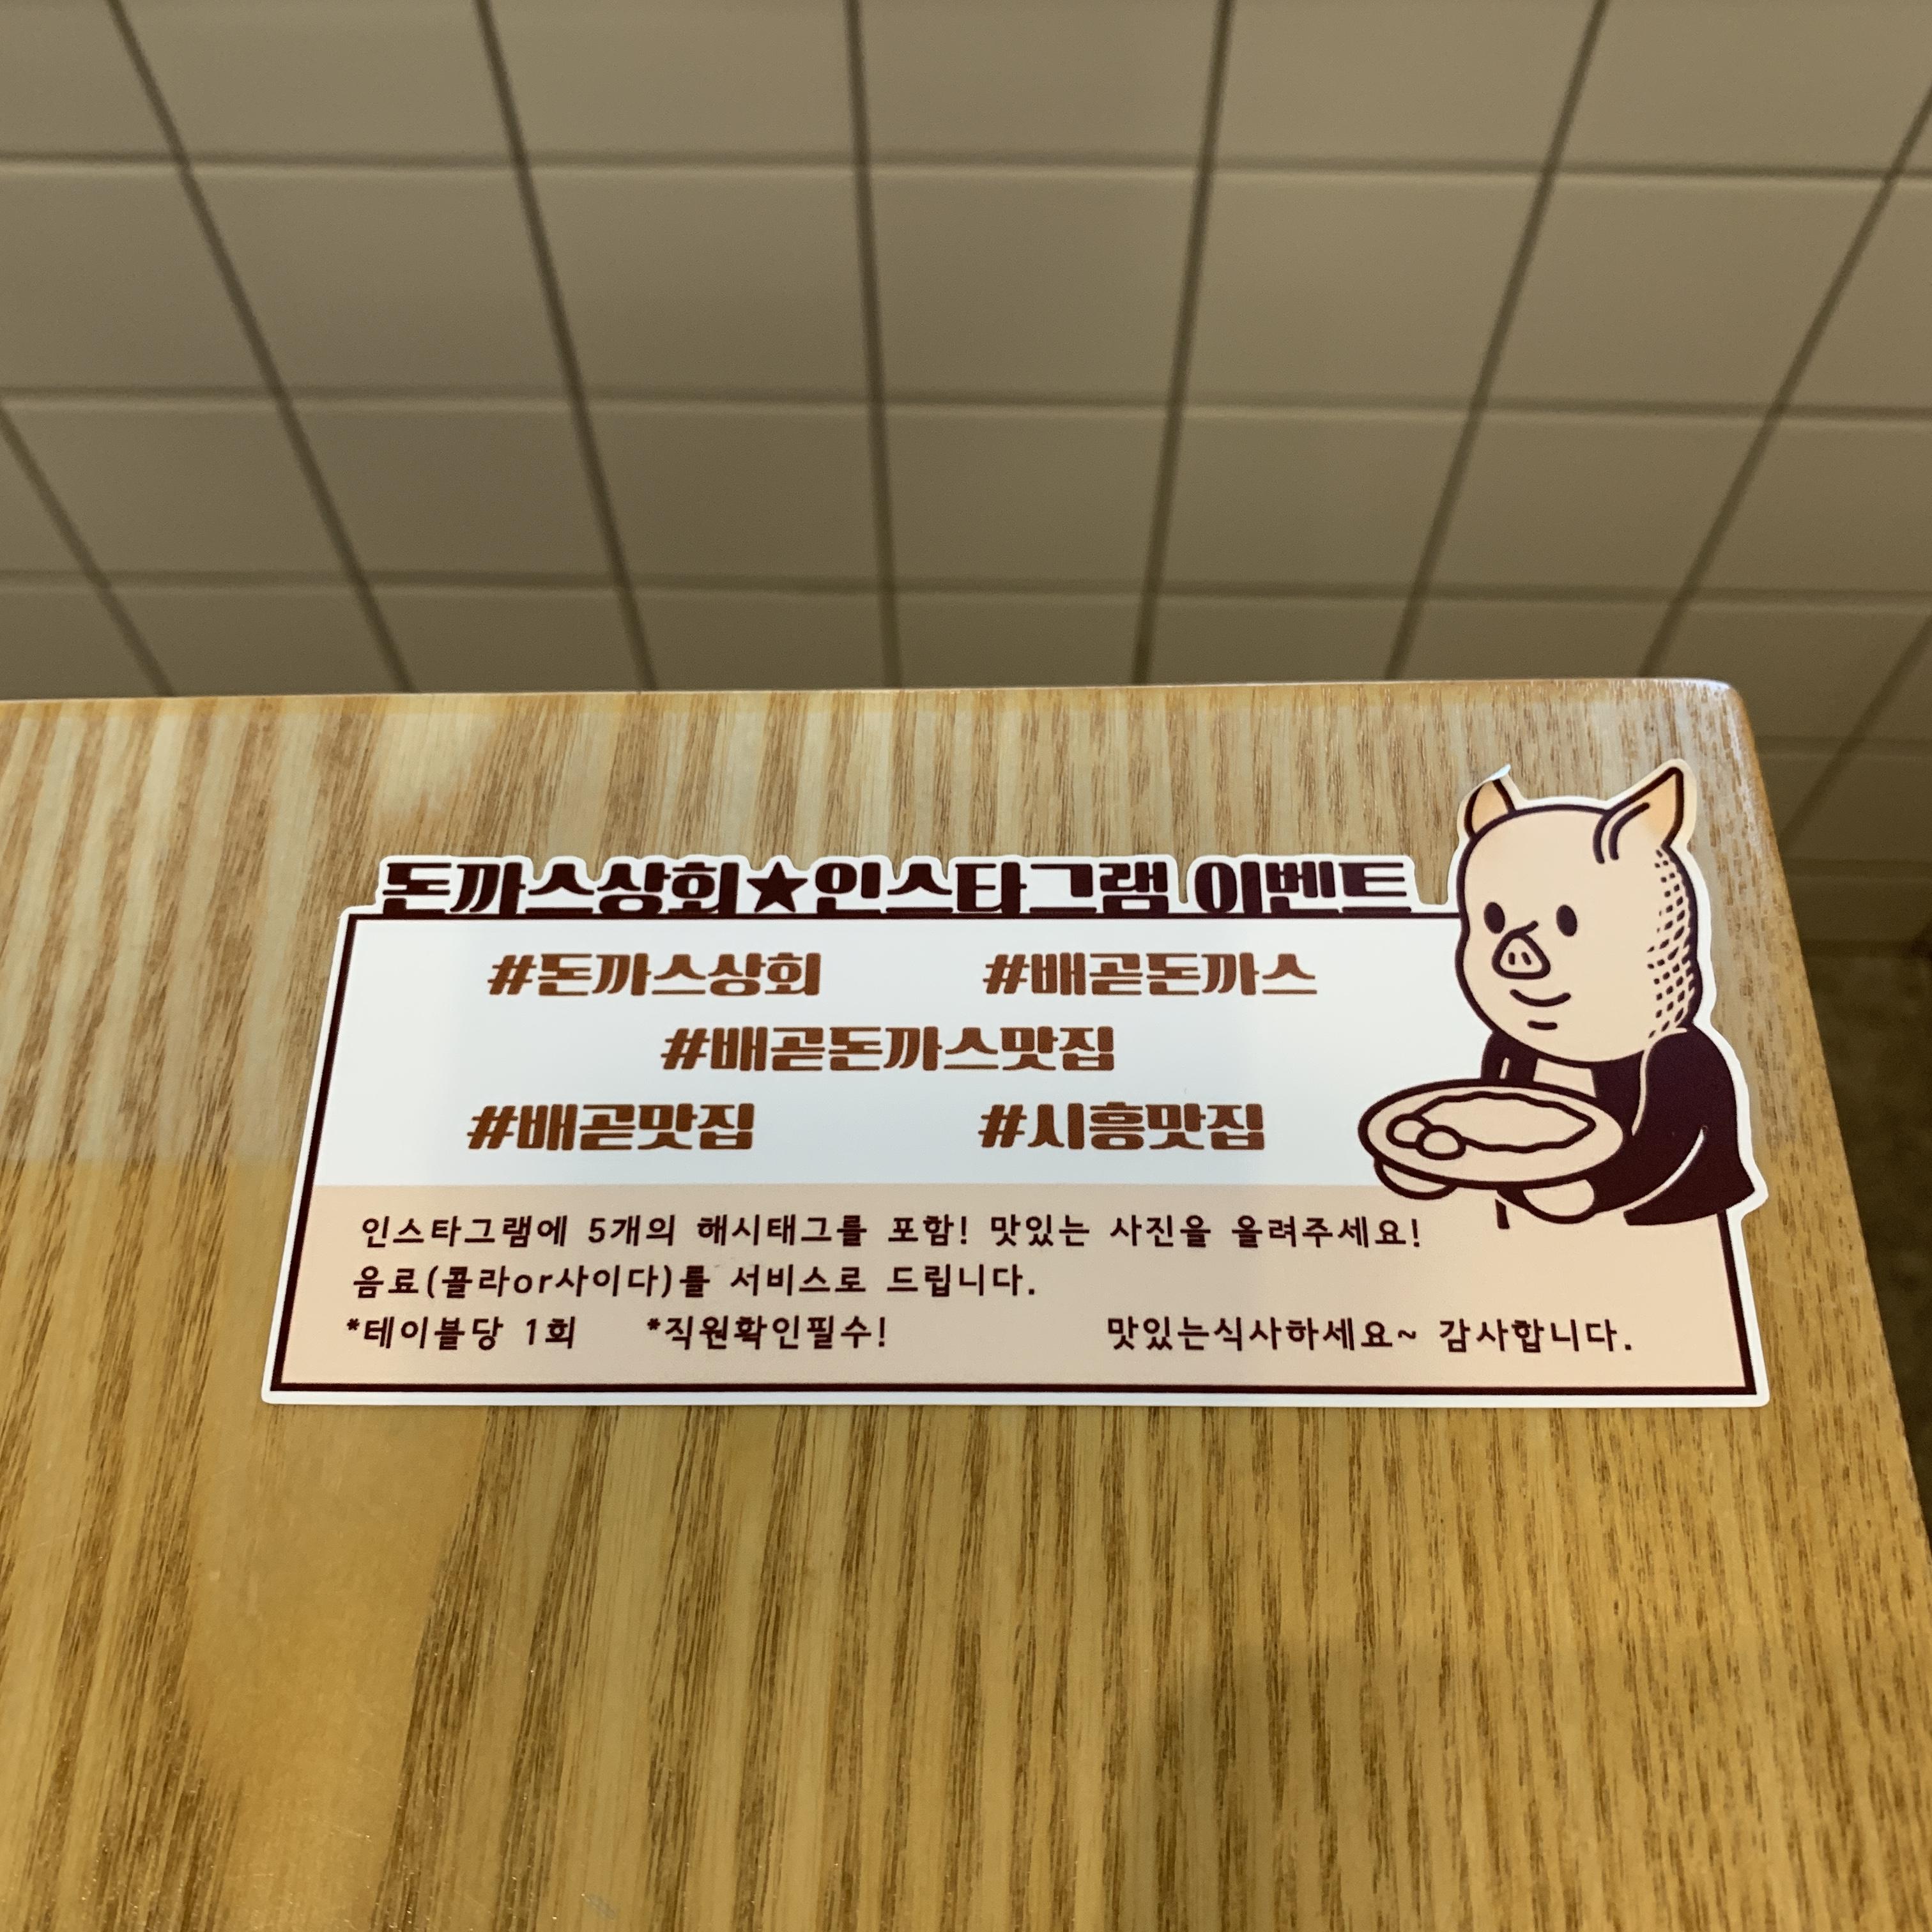 돈까스상회★인스타그램 이벤트
#돈까스상회 #배곧돈까스
#배곧돈까스맛집
#배곧맛집 #시흥맛집
인스타그램에 5개의 해시태그를 포함! 맛있는 사진을 올려주세요!
음료(콜라or사이다)를 서비스로 드립니다.
*테이블당 1회 *직원확인필수! 맛있는식사하세요~ 감사합니다.